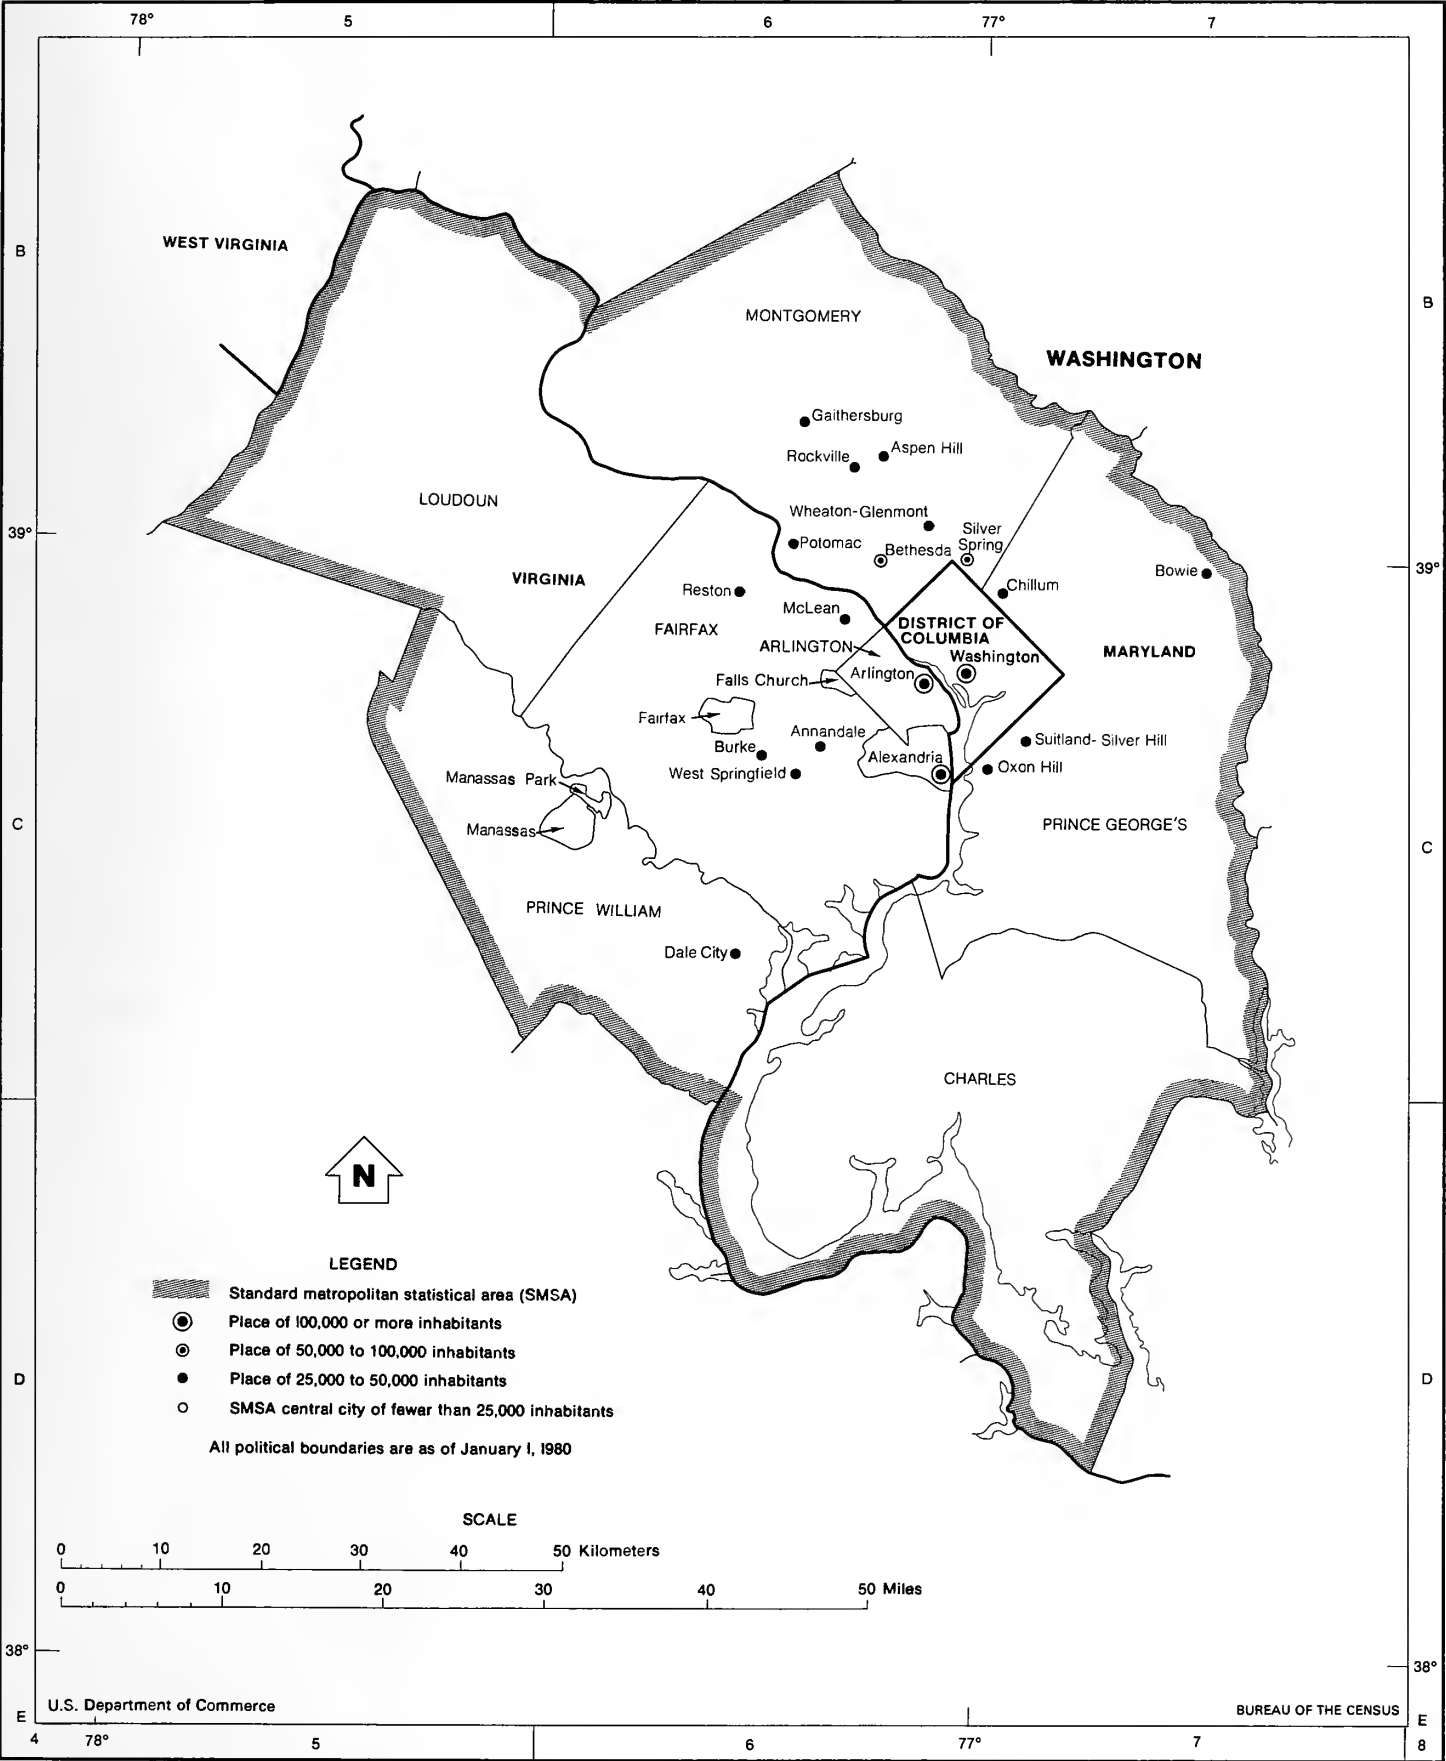 78° 5 6 77° 7
WEST VIRGINIA
B
B
MONTGOMERY
WASHINGTON
Gaithersburg
Aspen Hill
Rockville
LOUDOUN
Wheaton-Glenmont
Silver
Spring
39°
Potomac
Bethesda
39°
VIRGINIA
Reston
Chillum
Bowie
McLean
DISTRICT OF
COLUMBIA
FAIRFAX
ARLINGTON
Washington
MARYLAND
Falls Church
Arlington
Fairfax
Annandale
Burke
Suitland- Silver Hill
Alexandria
West Springfield
Oxon Hill
Manassas Park
Manassas
C
PRINCE GEORGE'S
C
PRINCE WILLIAM
Dale City
CHARLES
N
LEGEND
Standard metropolitan statistical area (SMSA)
Place of 100,000 or more inhabitants
Place of 50,000 to 100,000 inhabitants
D
Place of 25,000 to 50,000 inhabitants
D
SMSA central city of fewer than 25,000 inhabitants
All political boundaries are as of January 1, 1980
SCALE
0 10 20 30 40 50 Kilometers
0 10 20 30 40 50 Miles
38°
38°
U.S. Department of Commerce
BUREAU OF THE CENSUS
E
E
4 78° 5 6 77° 7 8